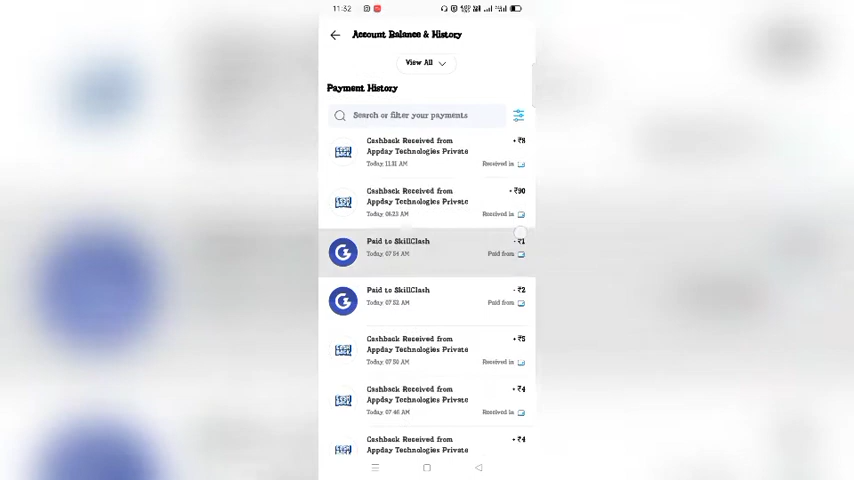 11:32
Account Balance & History
View All
Payment History
Search or filter your payments
Cashback Received from + ₹8
Appday Technologies Private
Today, 11:31 AM Received in
Cashback Received from + ₹90
Appday Technologies Private
Today, 08:23 AM Received in
Paid to SkillClash - ₹1
Today, 07:54 AM Paid from
Paid to SkillClash - ₹2
Today, 07:52 AM Paid from
Cashback Received from + ₹5
Appday Technologies Private
Today, 07:50 AM Received in
Cashback Received from + ₹4
Appday Technologies Private
Today, 07:46 AM Received in
Cashback Received from + ₹4
Appday Technologies Private